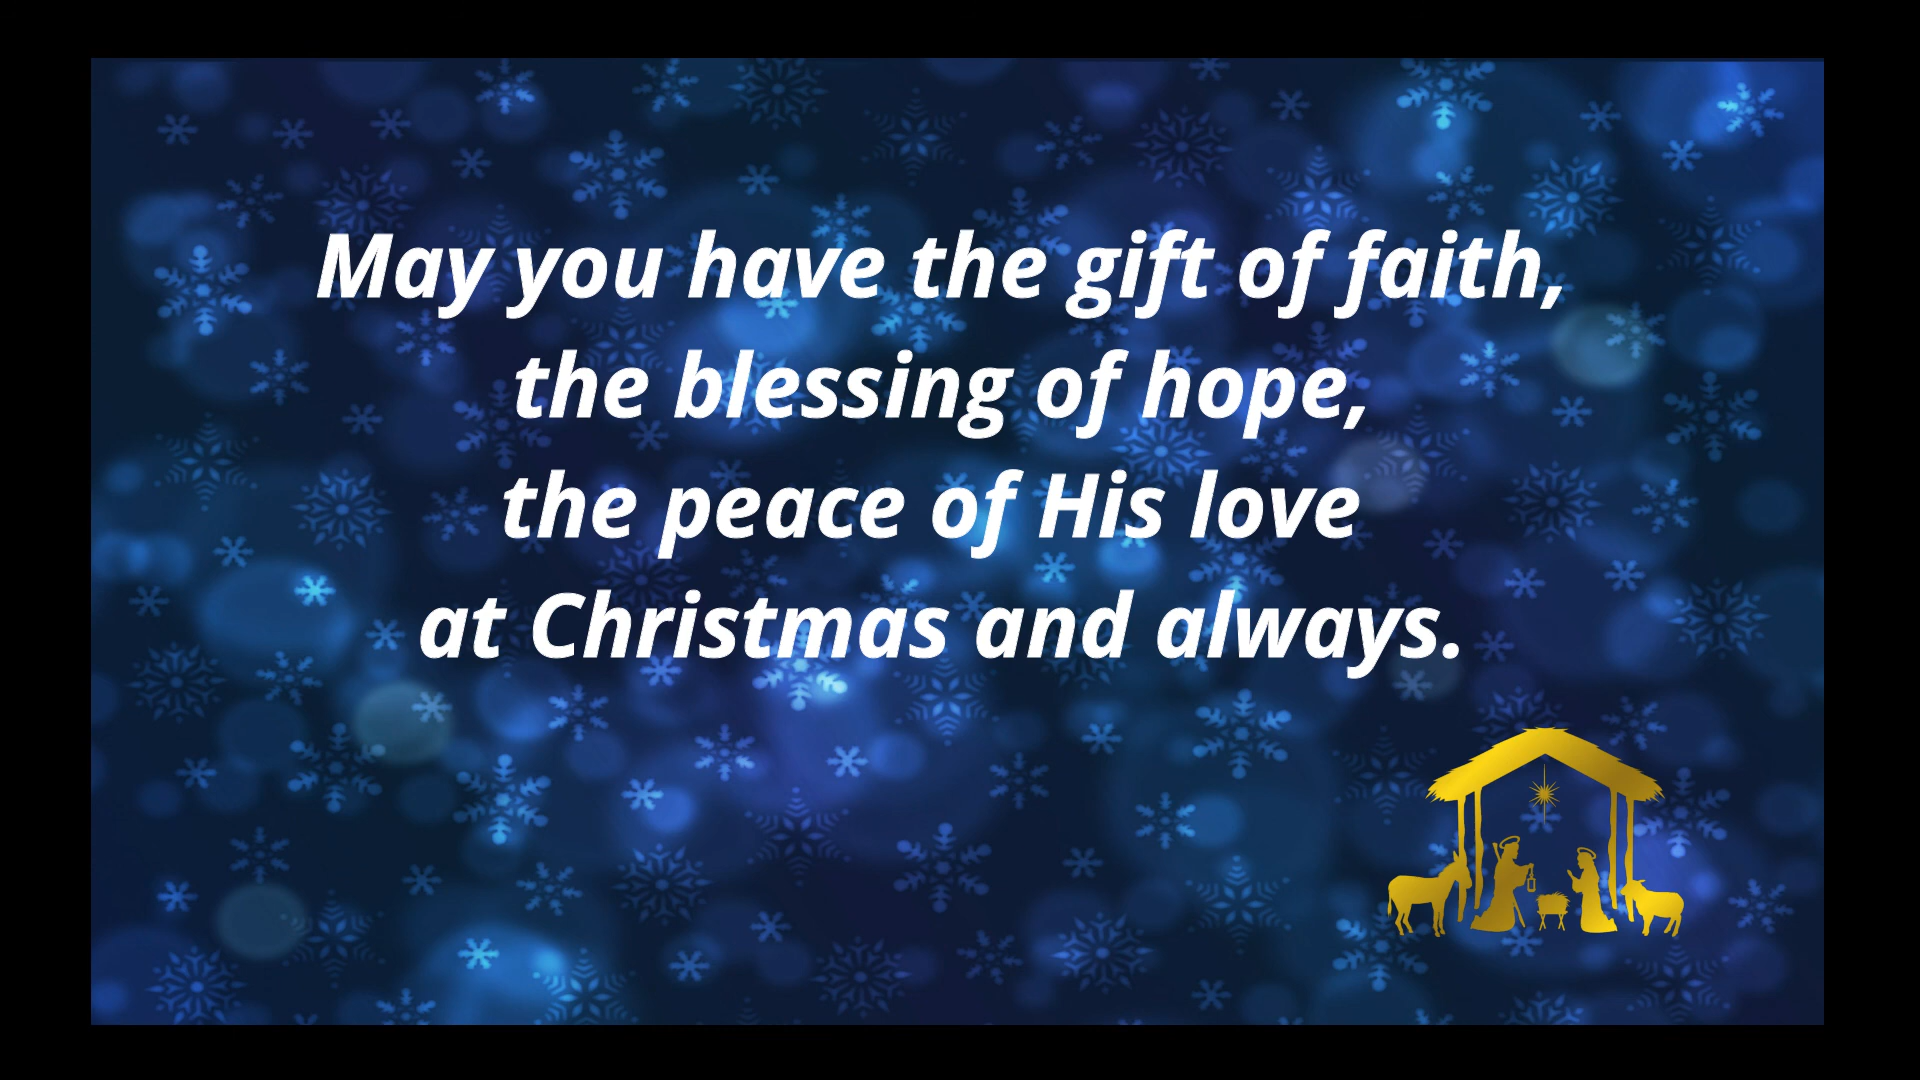 May you have the gift of faith,
the blessing of hope,
the peace of His love
at Christmas and always.